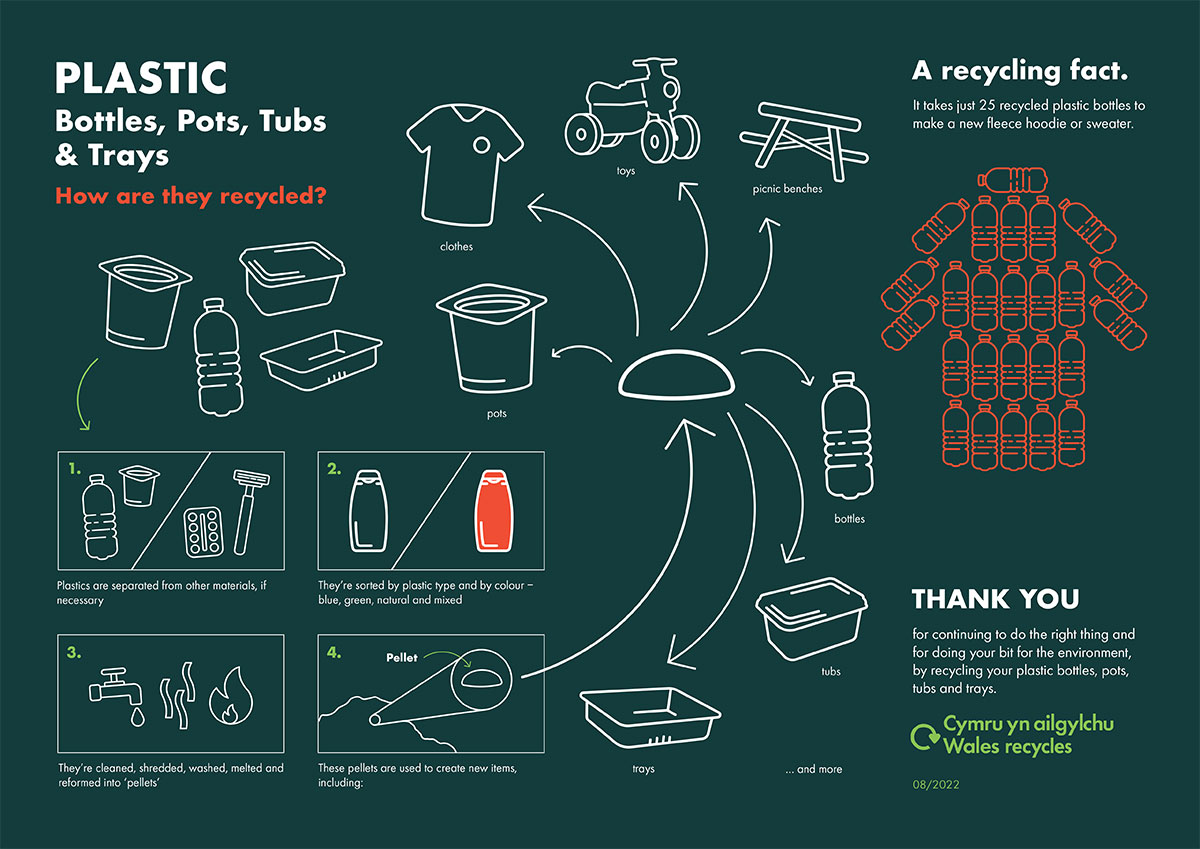 PLASTIC
Bottles, Pots, Tubs
& Trays
How are they recycled?
clothes
toys
picnic benches
pots
bottles
tubs
trays
... and more
1.
Plastics are separated from other materials, if
necessary
2.
They're sorted by plastic type and by colour –
blue, green, natural and mixed
3.
They're cleaned, shredded, washed, melted and
reformed into 'pellets'
4.
Pellet
These pellets are used to create new items,
including:
A recycling fact.
It takes just 25 recycled plastic bottles to
make a new fleece hoodie or sweater.
THANK YOU
for continuing to do the right thing and
for doing your bit for the environment,
by recycling your plastic bottles, pots,
tubs and trays.
Cymru yn ailgylchu
Wales recycles
08/2022